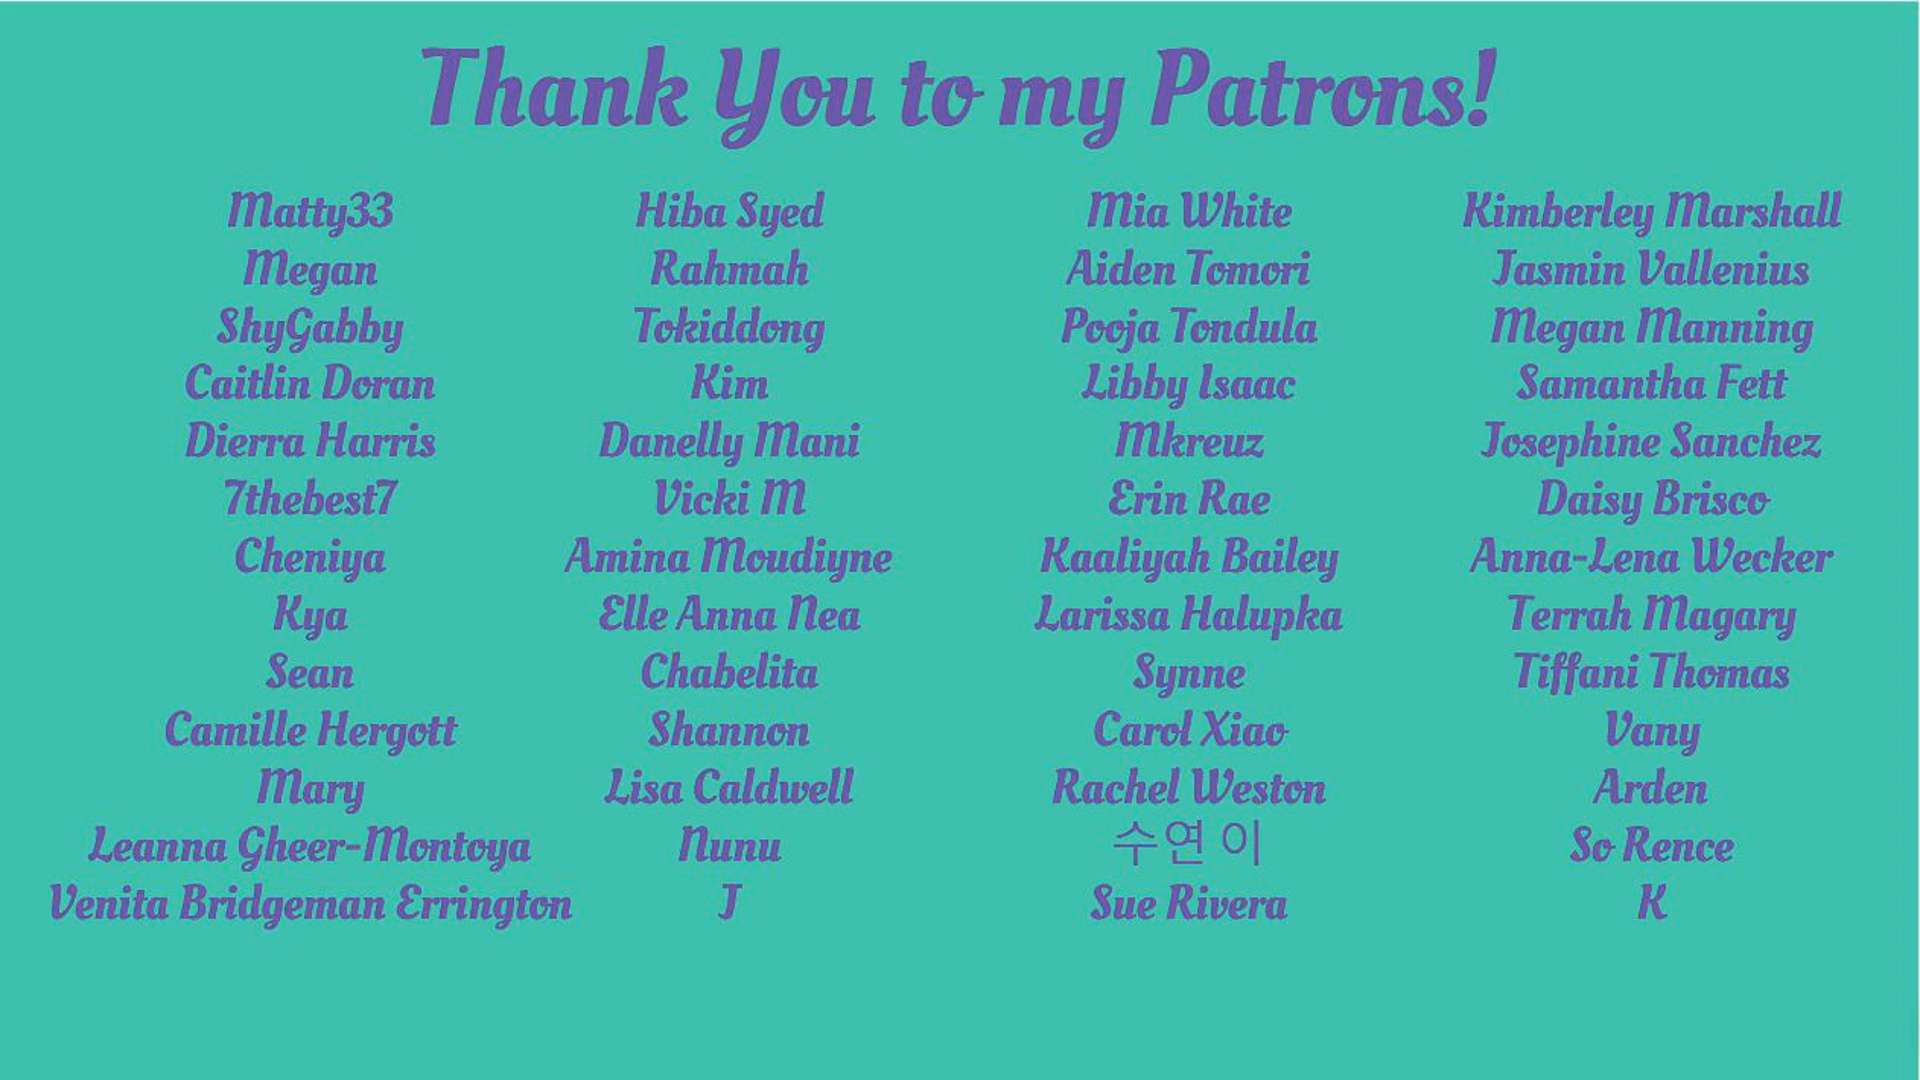 Thank You to my Patrons!
Matty33
Megan
ShyGabby
Caitlin Doran
Dierra Harris
7thebest7
Cheniya
Kya
Sean
Camille Hergott
Mary
Leanna Gheer-Montoya
Venita Bridgeman Errington
Hiba Syed
Rahmah
Tokiddong
Kim
Danelly Mani
Vicki M
Amina Moudiyne
Elle Anna Nea
Chabelita
Shannon
Lisa Caldwell
Nunu
J
Mia White
Aiden Tomori
Pooja Tondula
Libby Isaac
Mkreuz
Erin Rae
Kaaliyah Bailey
Larissa Halupka
Synne
Carol Xiao
Rachel Weston
수연 이
Sue Rivera
Kimberley Marshall
Jasmin Vallenius
Megan Manning
Samantha Fett
Josephine Sanchez
Daisy Brisco
Anna-Lena Wecker
Terrah Magary
Tiffani Thomas
Vany
Arden
So Rence
K